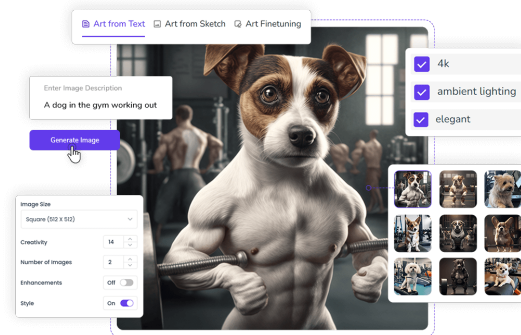 Art from Text
Art from Sketch
Art Finetuning
Enter Image Description
A dog in the gym working out
Generate Image
4k
ambient lighting
elegant
Image Size
Square (512 X 512)
Creativity
14
Number of Images
2
Enhancements
Off
Style
On